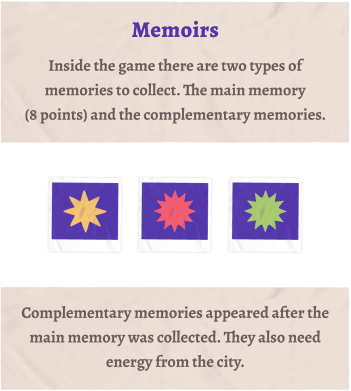 Memoirs
Inside the game there are two types of
memories to collect. The main memory
(8 points) and the complementary memories.
Complementary memories appeared after the
main memory was collected. They also need
energy from the city.